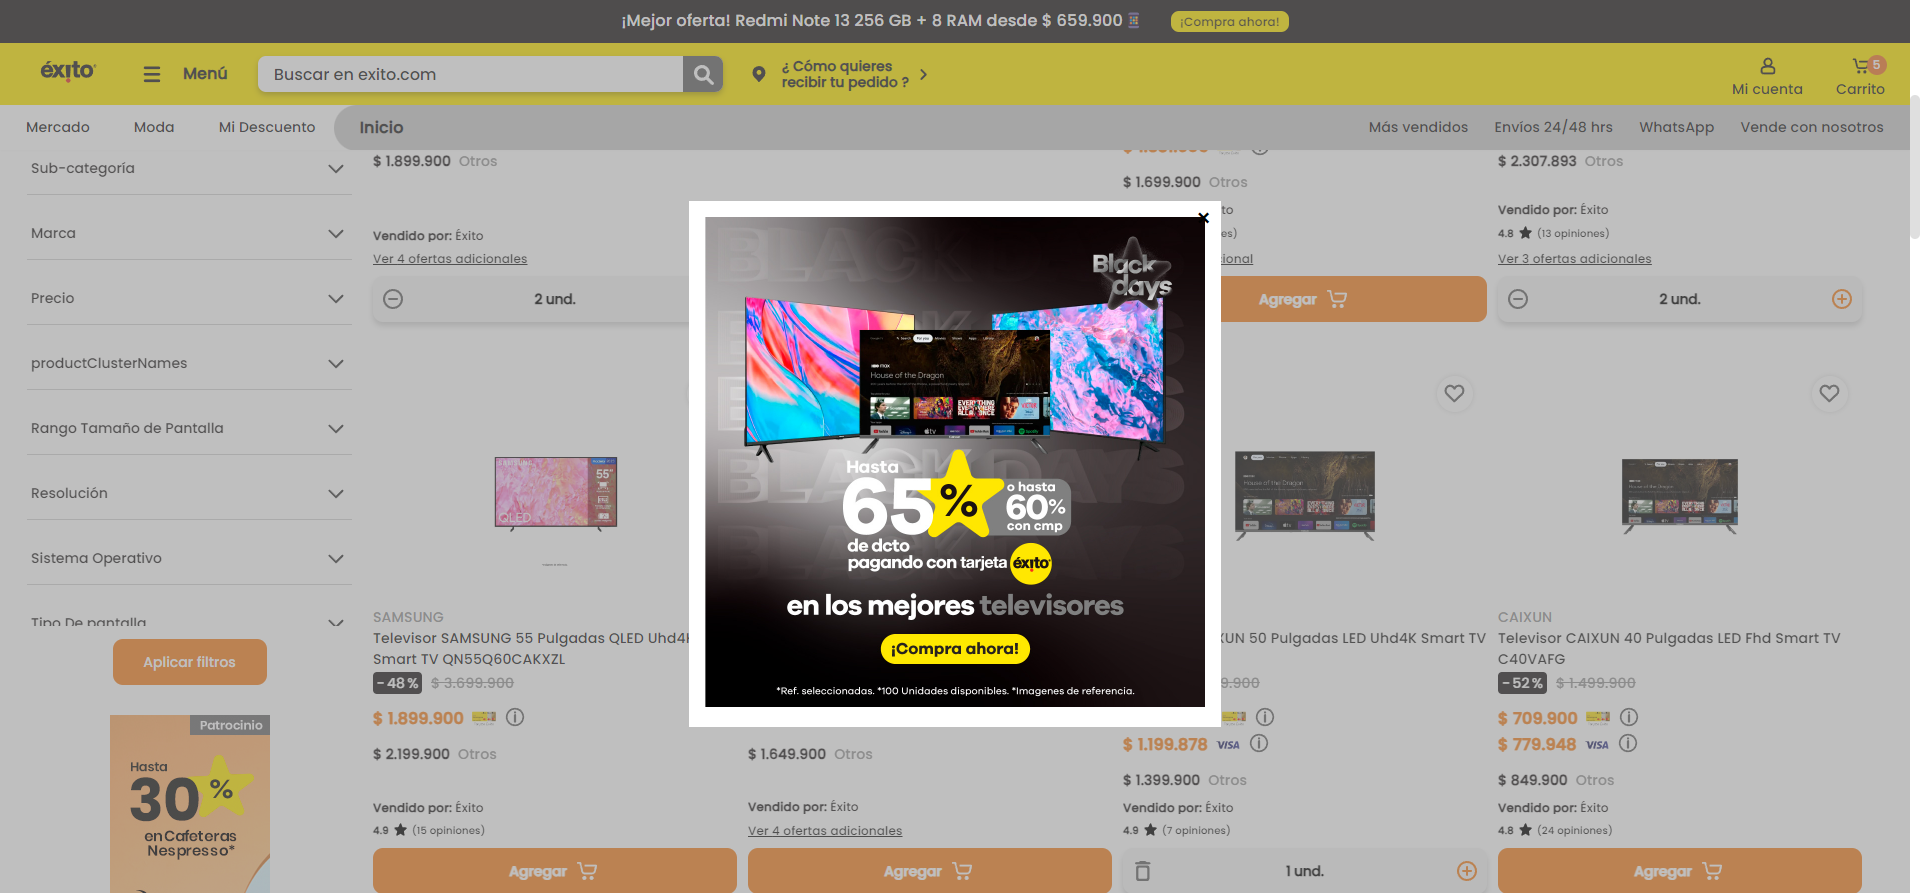 ¡Mejor oferta! Redmi Note 13 256 GB + 8 RAM desde $ 659.900
¡Compra ahora!
éxito
Menú
Buscar en exito.com
¿ Cómo quieres
recibir tu pedido ?
Mi cuenta
5
Carrito
Mercado
Moda
Mi Descuento
Inicio
Más vendidos
Envíos 24/48 hrs
WhatsApp
Vende con nosotros
Sub-categoría
Marca
Precio
productClusterNames
Rango Tamaño de Pantalla
Resolución
Sistema Operativo
Tipo De pantalla
Aplicar filtros
Patrocinio
Hasta
30%
en Cafeteras
Nespresso*
$ 1.899.900 Otros
Vendido por: Éxito
Ver 4 ofertas adicionales
2 und.
$ 1.699.900 Otros
Agregar
$ 2.307.893 Otros
Vendido por: Éxito
4.8 (13 opiniones)
Ver 3 ofertas adicionales
2 und.
Black
days
House of the Dragon
Hasta
65%
o hasta
60%
con cmp
de dcto
pagando con tarjeta éxito
en los mejores televisores
¡Compra ahora!
*Ref. seleccionadas. *100 Unidades disponibles. *Imagenes de referencia.
SAMSUNG
55"
QLED
SAMSUNG
Televisor SAMSUNG 55 Pulgadas QLED Uhd4K
Smart TV QN55Q60CAKXZL
- 48 % $ 3.699.900
$ 1.899.900
$ 2.199.900 Otros
Vendido por: Éxito
4.9 (15 opiniones)
Agregar
$ 1.649.900 Otros
Vendido por: Éxito
Ver 4 ofertas adicionales
Agregar
XUN 50 Pulgadas LED Uhd4K Smart TV
$ 1.199.878 VISA
$ 1.399.900 Otros
Vendido por: Éxito
4.9 (7 opiniones)
1 und.
CAIXUN
Televisor CAIXUN 40 Pulgadas LED Fhd Smart TV
C40VAFG
- 52 % $ 1.499.900
$ 709.900
$ 779.948 VISA
$ 849.900 Otros
Vendido por: Éxito
4.8 (24 opiniones)
Agregar